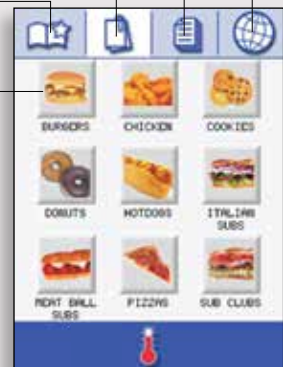 BURGERS CHICKEN COOKIES
DONUTS HOTDOGS ITALIAN
SUBS
MEAT BALL PIZZAS SUB CLUBS
SUBS